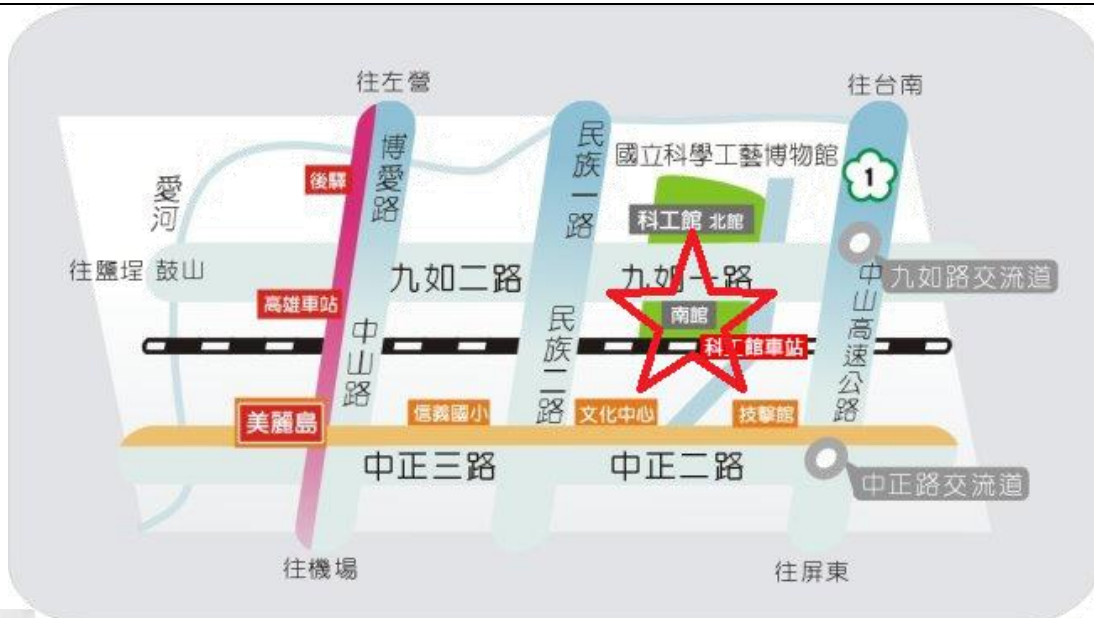 往左營
往台南
博愛路
民族一路
國立科學工藝博物館
1
愛河
後驛
科工館 北館
往鹽埕 鼓山
九如二路
九如一路
中山高速公路
九如路交流道
高雄車站
中山路
民族二路
南館
科工館車站
美麗島
信義國小
文化中心
技擊館
中正三路
中正二路
中正路交流道
往機場
往屏東